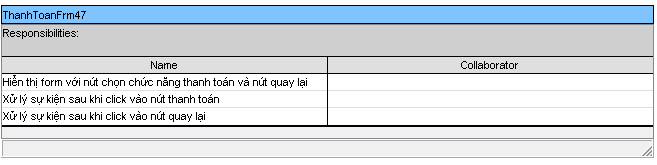 ThanhToanFrm47
Responsibilities:
Name Collaborator
Hiển thị form với nút chọn chức năng thanh toán và nút quay lại
Xử lý sự kiện sau khi click vào nút thanh toán
Xử lý sự kiện sau khi click vào nút quay lại